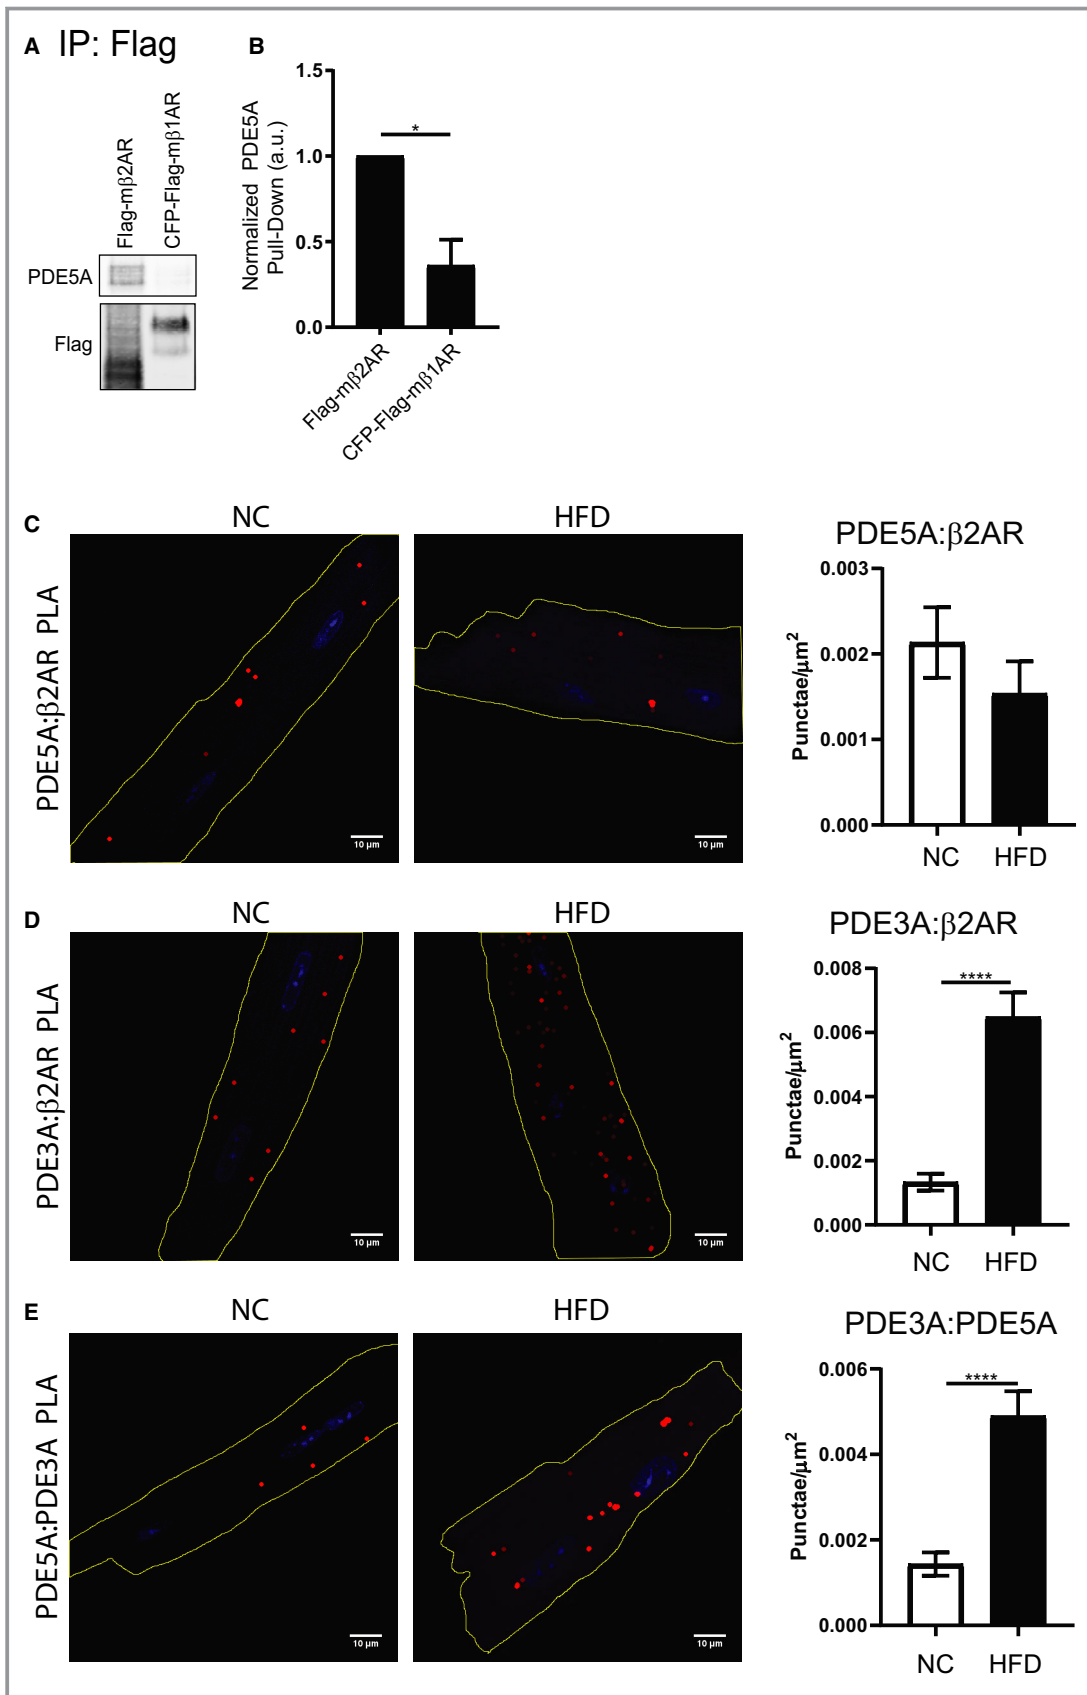 A IP: Flag
Flag-mβ2AR
CFP-Flag-mβ1AR
PDE5A
Flag
B
Normalized PDE5A
Pull-Down (a.u.)
1.5
1.0
0.5
0.0
*
Flag-mβ2AR
CFP-Flag-mβ1AR
C
NC
HFD
PDE5A:β2AR PLA
10 µm
10 µm
PDE5A:β2AR
Punctae/µm²
0.003
0.002
0.001
0.000
NC
HFD
D
NC
HFD
PDE3A:β2AR PLA
10 µm
10 µm
PDE3A:β2AR
Punctae/µm²
0.008
0.006
0.004
0.002
0.000
****
NC
HFD
E
NC
HFD
PDE5A:PDE3A PLA
10 µm
10 µm
PDE3A:PDE5A
Punctae/µm²
0.006
0.004
0.002
0.000
****
NC
HFD